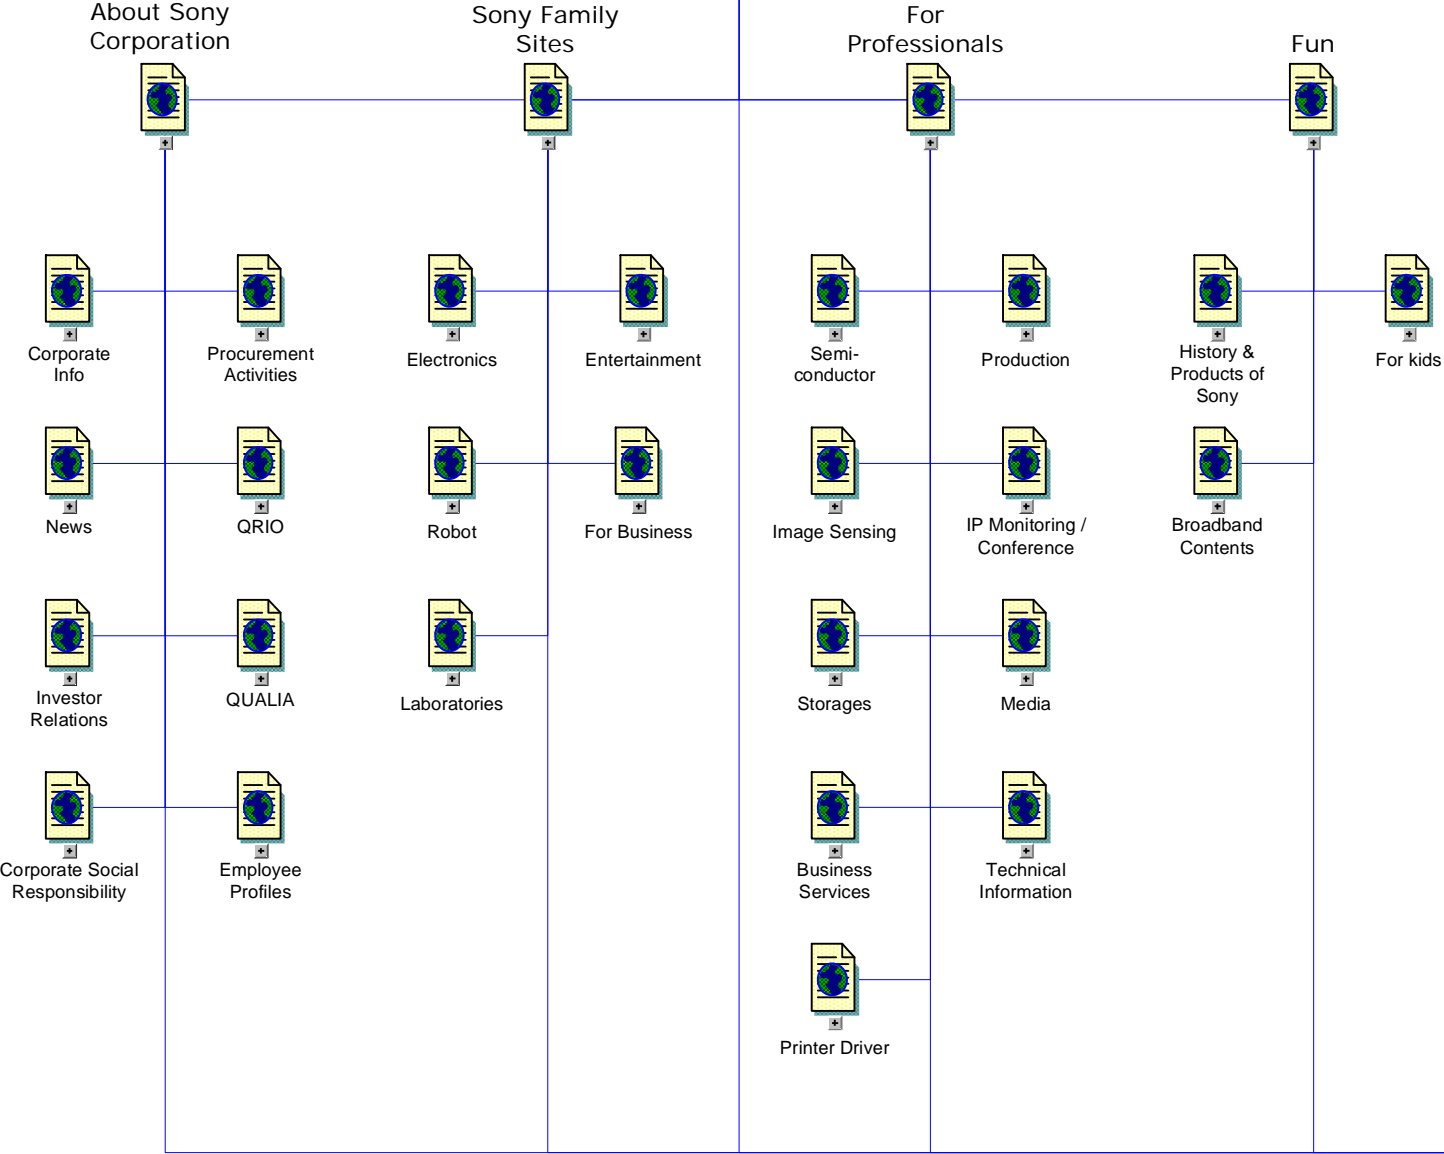 About Sony
Corporation
Sony Family
Sites
For
Professionals
Fun
Corporate
Info
Procurement
Activities
Electronics
Entertainment
Semi-
conductor
Production
History &
Products of
Sony
For kids
News
QRIO
Robot
For Business
Image Sensing
IP Monitoring /
Conference
Broadband
Contents
Investor
Relations
QUALIA
Laboratories
Storages
Media
Corporate Social
Responsibility
Employee
Profiles
Business
Services
Technical
Information
Printer Driver